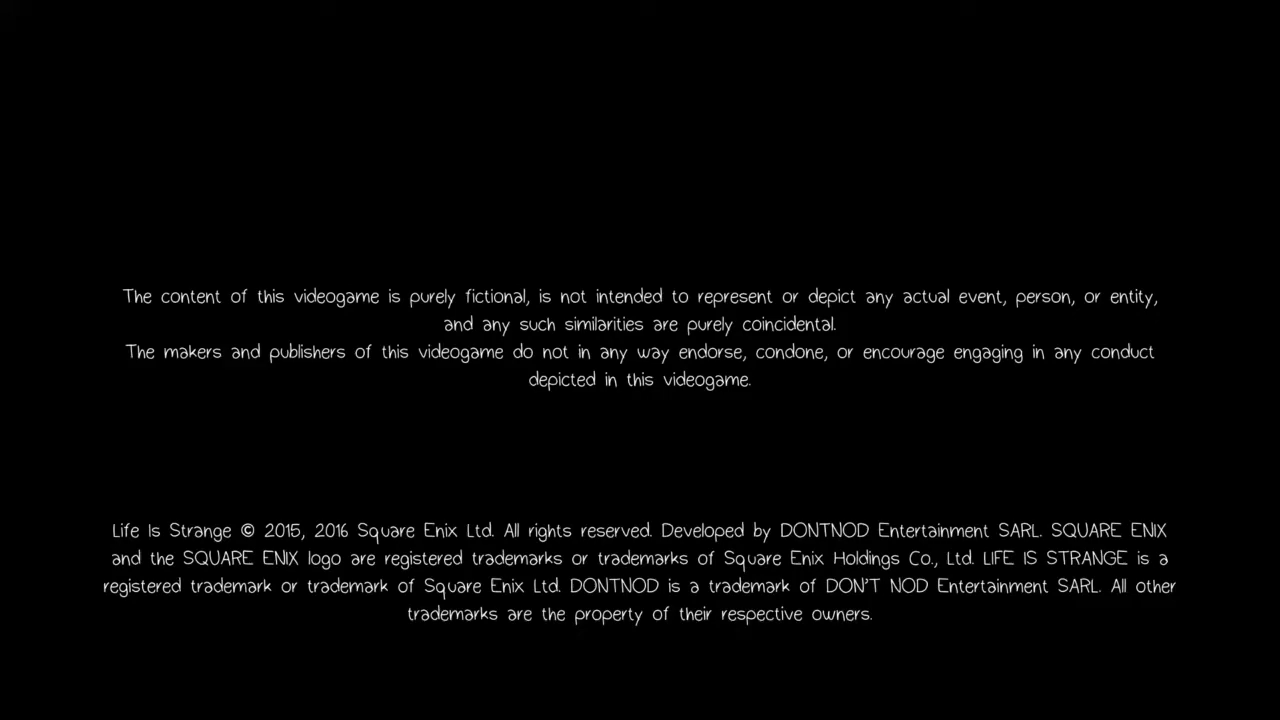 The content of this videogame is purely fictional, is not intended to represent or depict any actual event, person, or entity,
and any such similarities are purely coincidental.
The makers and publishers of this videogame do not in any way endorse, condone, or encourage engaging in any conduct
depicted in this videogame.
Life Is Strange © 2015, 2016 Square Enix Ltd. All rights reserved. Developed by DONTNOD Entertainment SARL. SQUARE ENIX
and the SQUARE ENIX logo are registered trademarks or trademarks of Square Enix Holdings Co., Ltd. LIFE IS STRANGE is a
registered trademark or trademark of Square Enix Ltd. DONTNOD is a trademark of DON'T NOD Entertainment SARL. All other
trademarks are the property of their respective owners.